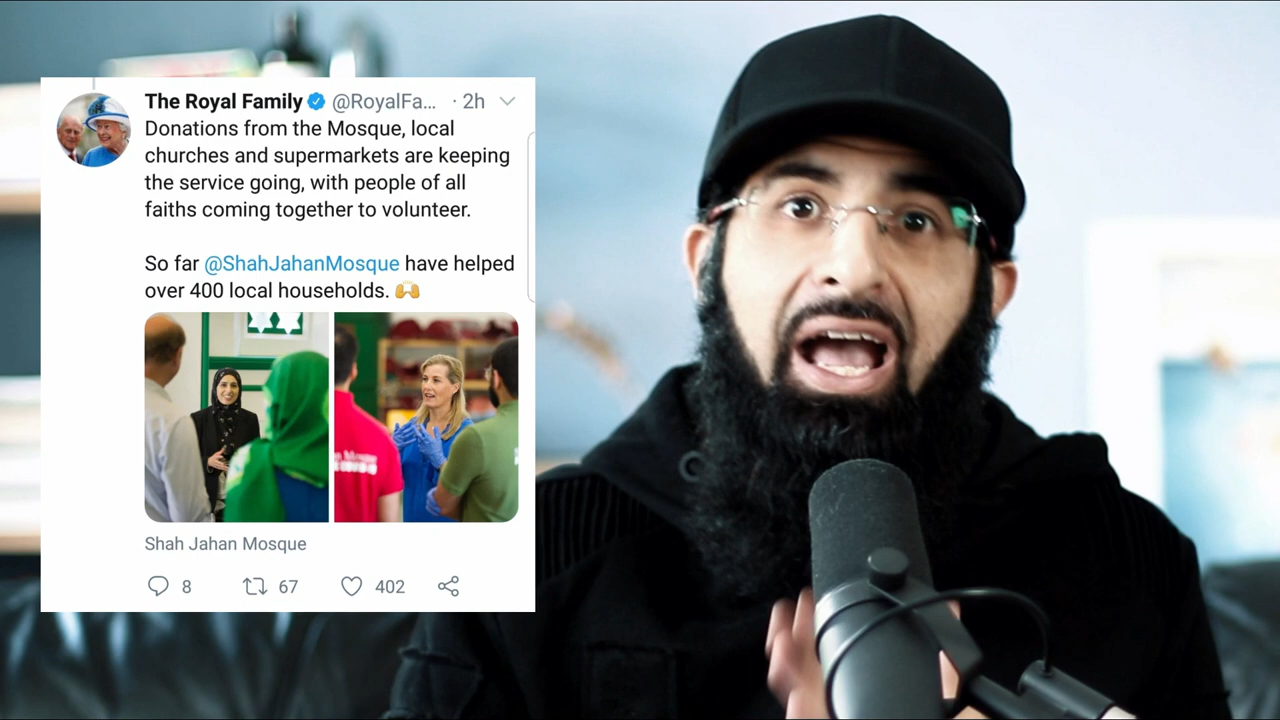 The Royal Family @RoyalFa... · 2h
Donations from the Mosque, local
churches and supermarkets are keeping
the service going, with people of all
faiths coming together to volunteer.
So far @ShahJahanMosque have helped
over 400 local households. 🙌
Shah Jahan Mosque
8 67 402